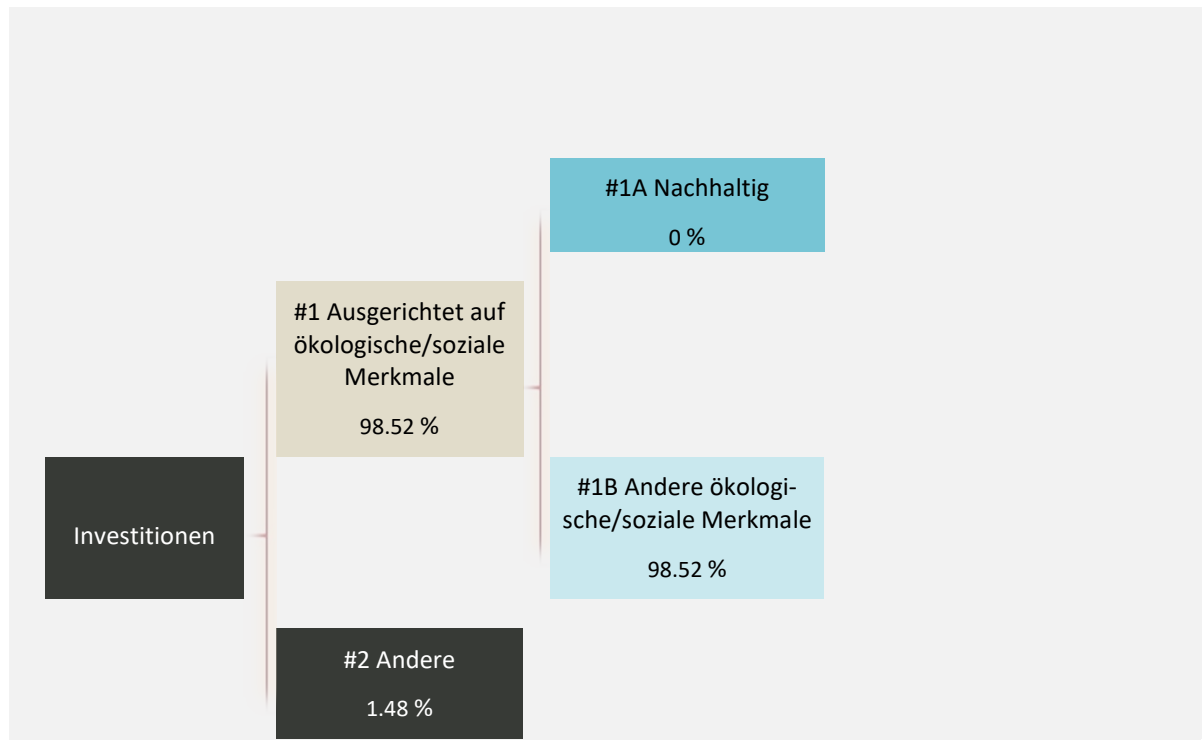 #1A Nachhaltig
0 %
#1 Ausgerichtet auf
ökologische/soziale
Merkmale
98.52 %
#1B Andere ökologi-
sche/soziale Merkmale
98.52 %
Investitionen
#2 Andere
1.48 %